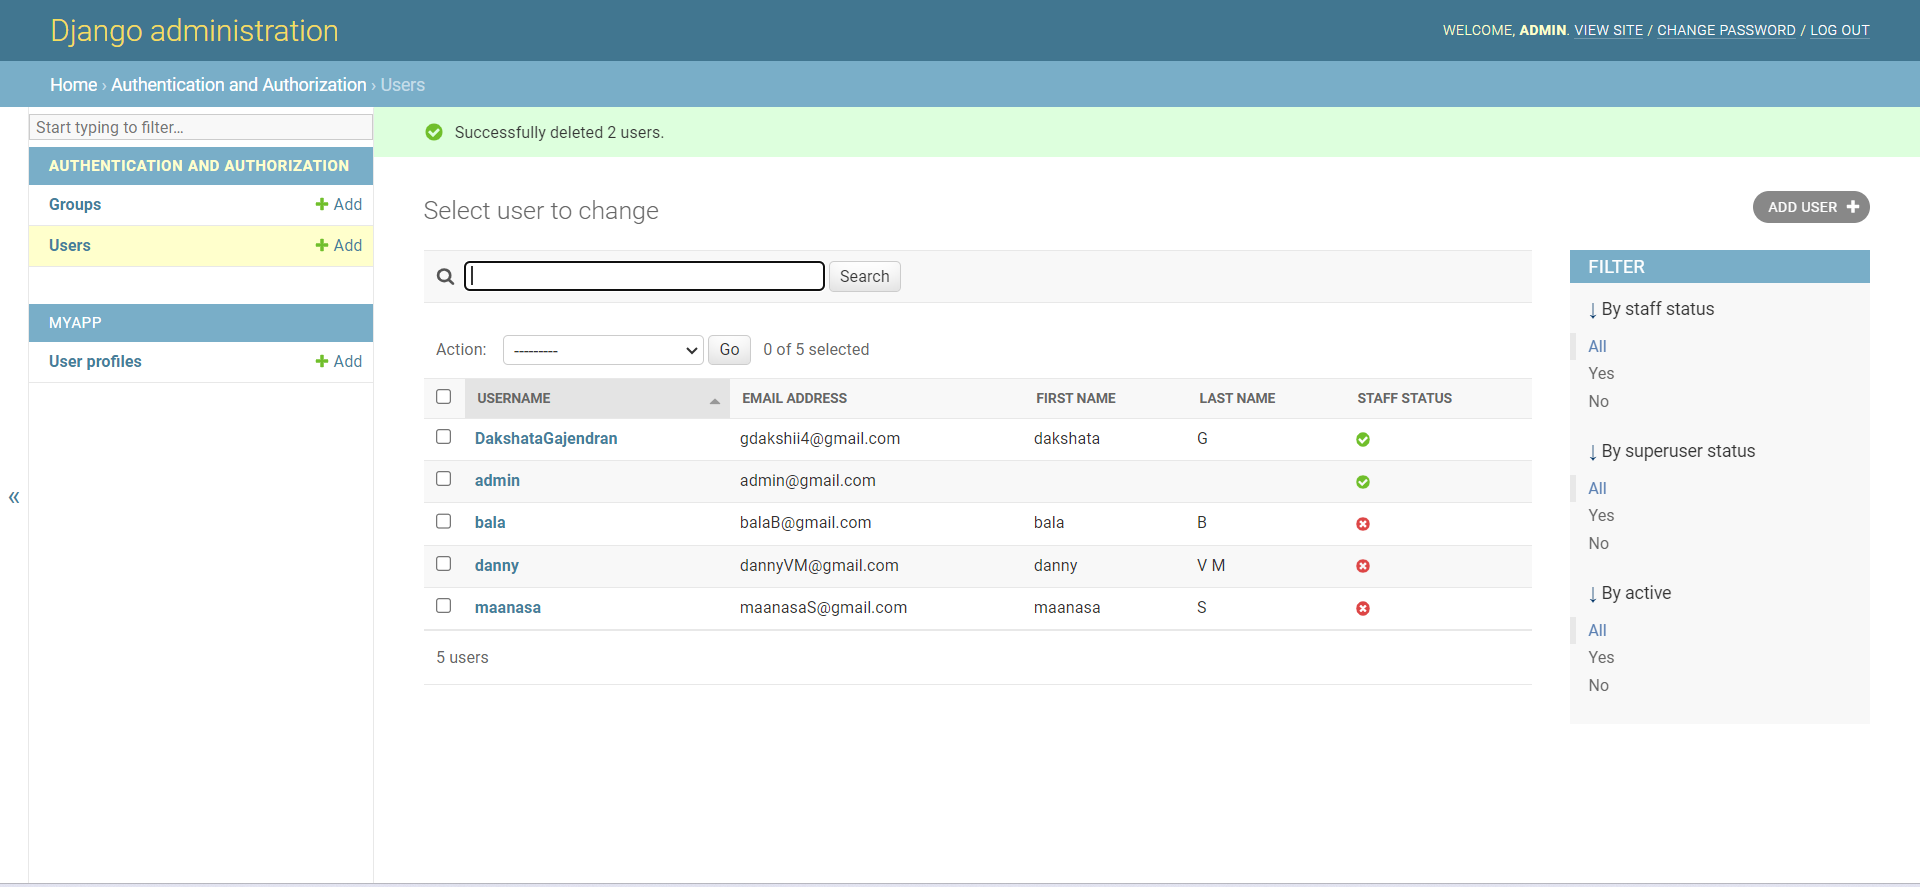 Django administration
WELCOME, ADMIN. VIEW SITE / CHANGE PASSWORD / LOG OUT
Home › Authentication and Authorization › Users
Start typing to filter...
AUTHENTICATION AND AUTHORIZATION
Groups + Add
Users + Add
MYAPP
User profiles + Add
«
Successfully deleted 2 users.
Select user to change
ADD USER +
Search
Action: --------- Go 0 of 5 selected
USERNAME EMAIL ADDRESS FIRST NAME LAST NAME STAFF STATUS
DakshataGajendran gdakshii4@gmail.com dakshata G
admin admin@gmail.com
bala balaB@gmail.com bala B
danny dannyVM@gmail.com danny V M
maanasa maanasaS@gmail.com maanasa S
5 users
FILTER
↓ By staff status
All
Yes
No
↓ By superuser status
All
Yes
No
↓ By active
All
Yes
No